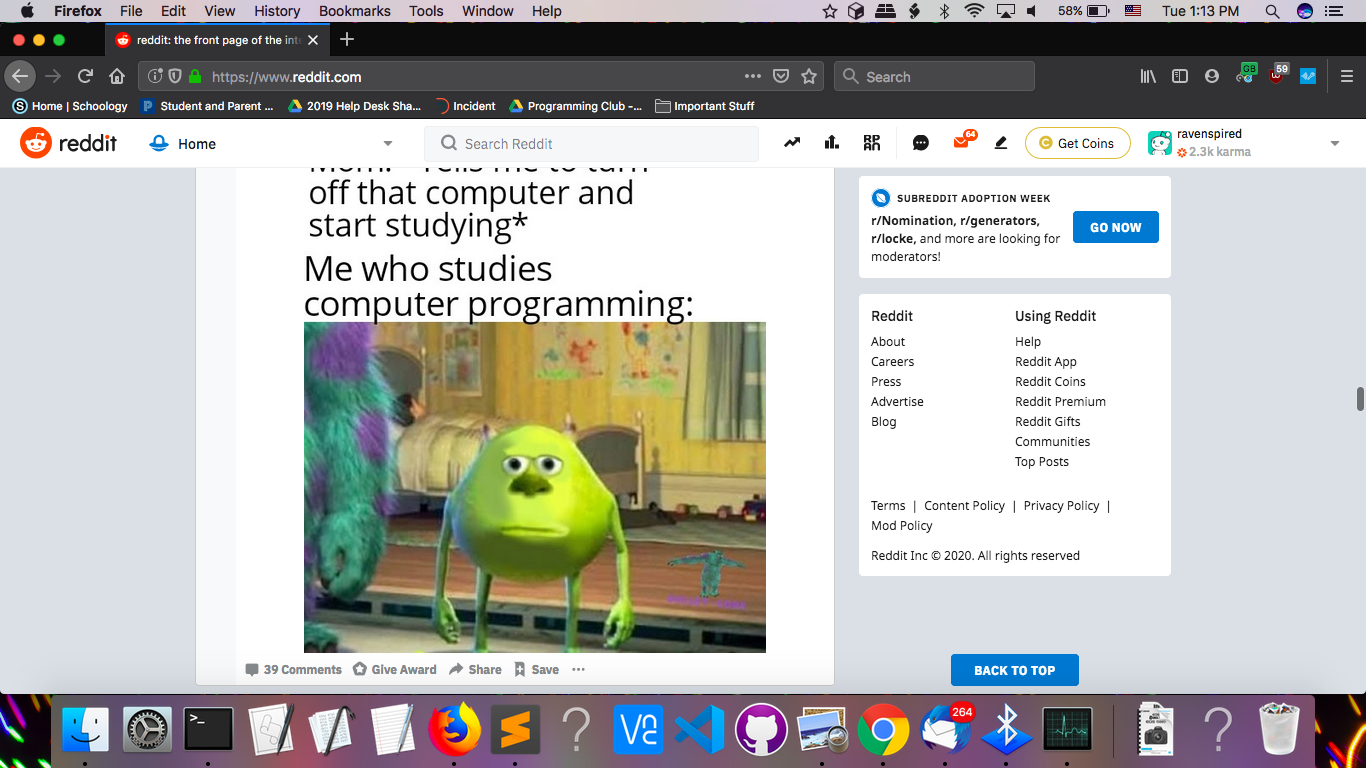 Firefox File Edit View History Bookmarks Tools Window Help 58% Tue 1:13 PM
reddit: the front page of the inte
https://www.reddit.com Search GB 59
Home | Schoology Student and Parent ... 2019 Help Desk Sha... Incident Programming Club -... Important Stuff
reddit Home Search Reddit 64 Get Coins ravenspired
2.3k karma
Mom: *Tells me to turn
off that computer and
start studying*
Me who studies
computer programming:
39 Comments Give Award Share Save
SUBREDDIT ADOPTION WEEK
r/Nomination, r/generators,
r/locke, and more are looking for
moderators!
GO NOW
Reddit Using Reddit
About Help
Careers Reddit App
Press Reddit Coins
Advertise Reddit Premium
Blog Reddit Gifts
Communities
Top Posts
Terms | Content Policy | Privacy Policy |
Mod Policy
Reddit Inc © 2020. All rights reserved
BACK TO TOP
264